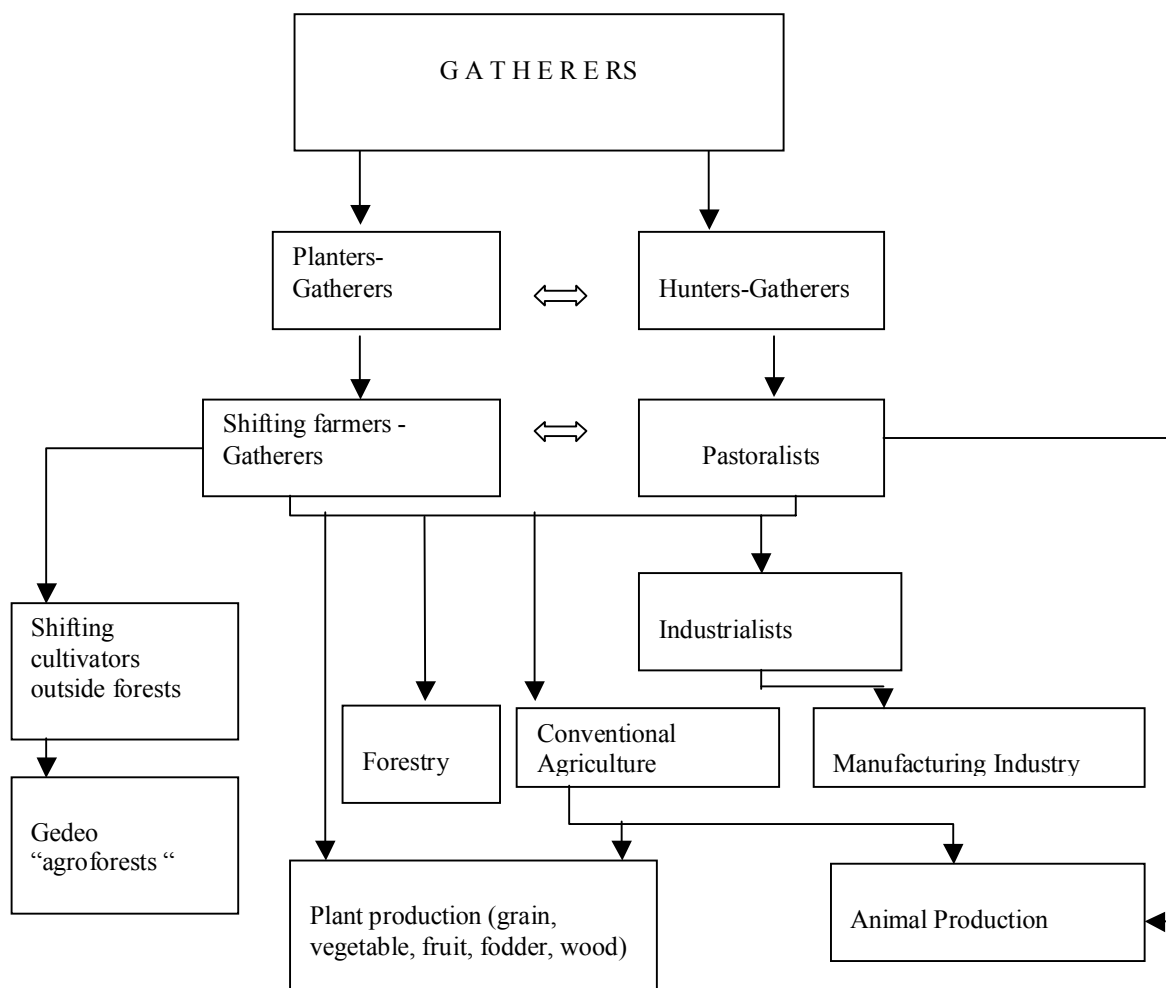 G A T H E R E RS
Planters-
Gatherers
Hunters-Gatherers
Shifting farmers -
Gatherers
Pastoralists
Industrialists
Shifting
cultivators
outside forests
Forestry
Conventional
Agriculture
Manufacturing Industry
Gedeo
“agroforests “
Plant production (grain,
vegetable, fruit, fodder, wood)
Animal Production